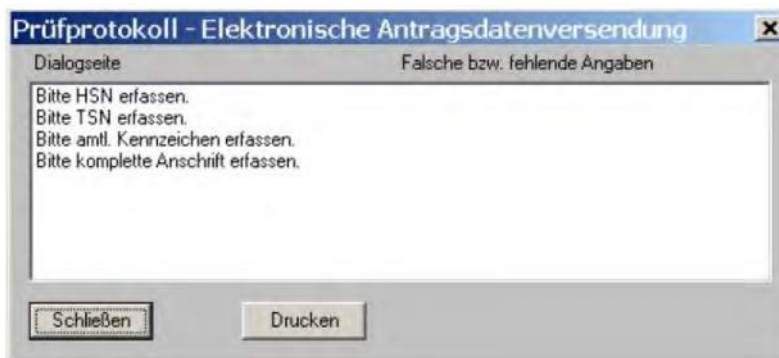 Prüfprotokoll - Elektronische Antragsdatenversendung
Dialogseite Falsche bzw. fehlende Angaben
Bitte HSN erfassen.
Bitte TSN erfassen.
Bitte amtl. Kennzeichen erfassen.
Bitte komplette Anschrift erfassen.
Schließen Drucken